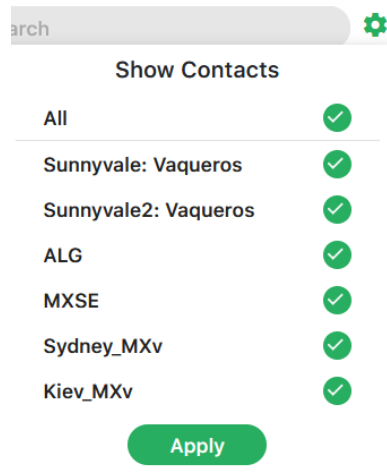 arch
Show Contacts
All
Sunnyvale: Vaqueros
Sunnyvale2: Vaqueros
ALG
MXSE
Sydney_MXv
Kiev_MXv
Apply